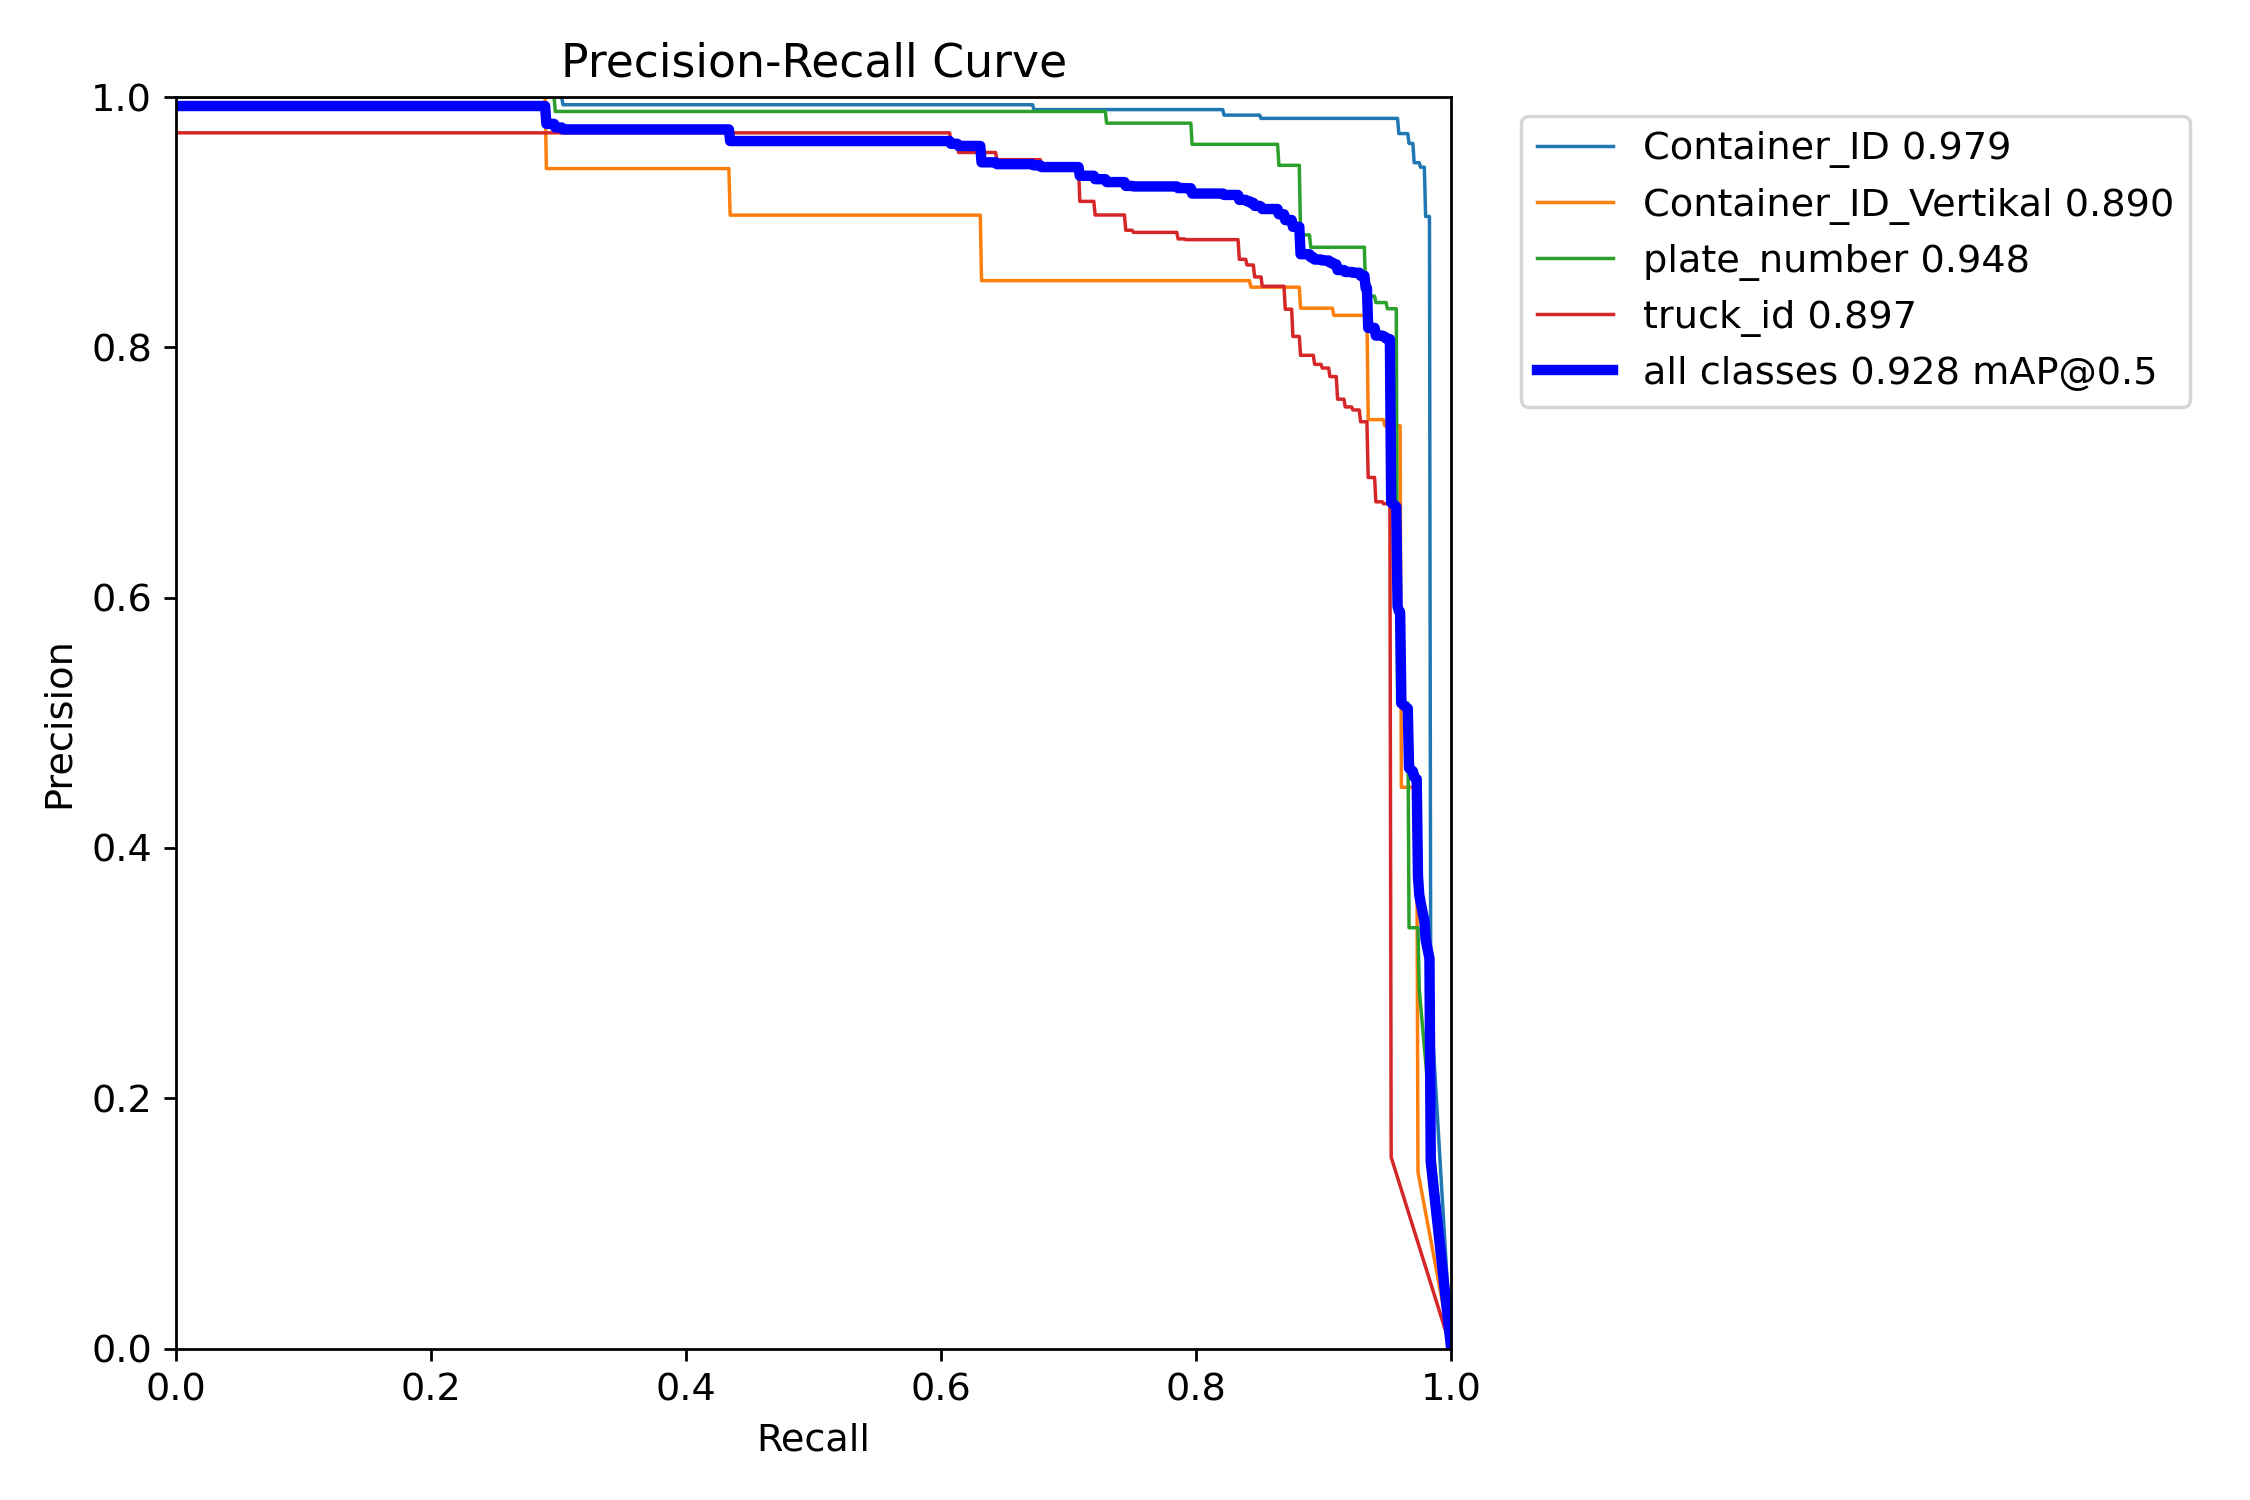 Precision-Recall Curve
1.0
0.8
0.6
0.4
0.2
0.0
Precision
0.0 0.2 0.4 0.6 0.8 1.0
Recall
Container_ID 0.979
Container_ID_Vertikal 0.890
plate_number 0.948
truck_id 0.897
all classes 0.928 mAP@0.5